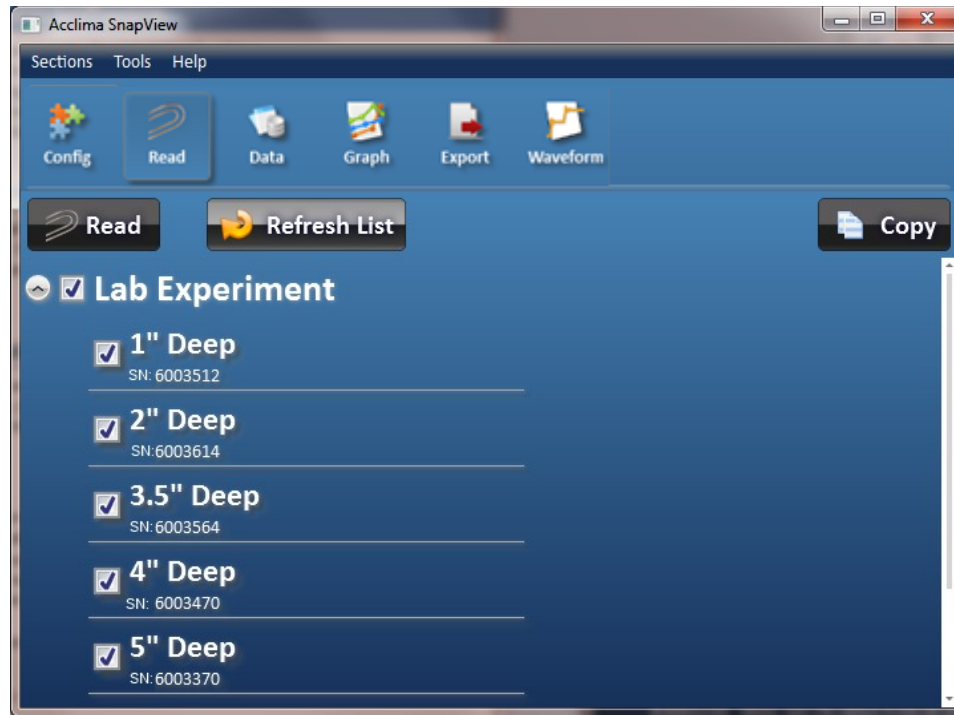 Acclima SnapView
Sections Tools Help
Config Read Data Graph Export Waveform
Read Refresh List Copy
Lab Experiment
1" Deep
SN: 6003512
2" Deep
SN:6003614
3.5" Deep
SN: 6003564
4" Deep
SN: 6003470
5" Deep
SN: 6003370